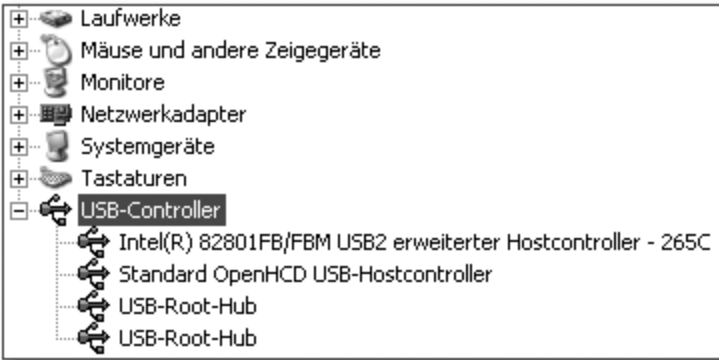 Laufwerke
Mäuse und andere Zeigegeräte
Monitore
Netzwerkadapter
Systemgeräte
Tastaturen
USB-Controller
Intel(R) 82801FB/FBM USB2 erweiterter Hostcontroller - 265C
Standard OpenHCD USB-Hostcontroller
USB-Root-Hub
USB-Root-Hub